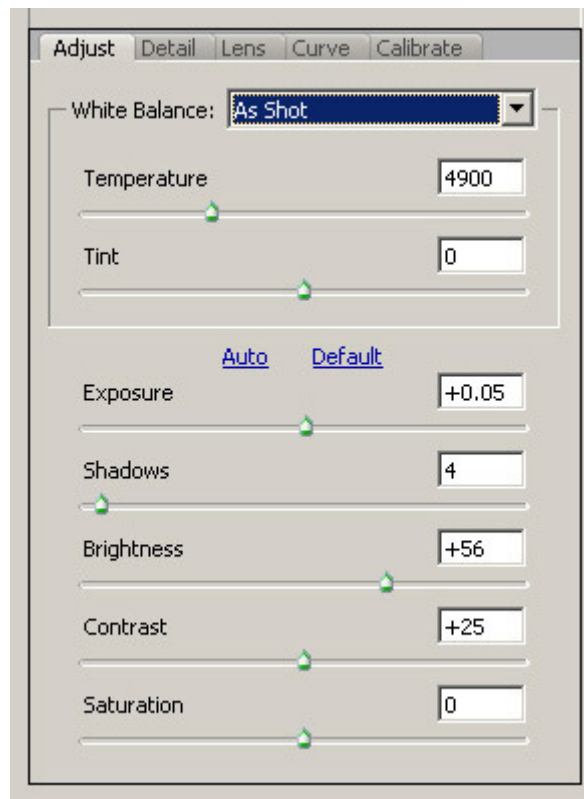 Adjust Detail Lens Curve Calibrate
White Balance: As Shot
Temperature 4900
Tint 0
Auto Default
Exposure +0.05
Shadows 4
Brightness +56
Contrast +25
Saturation 0